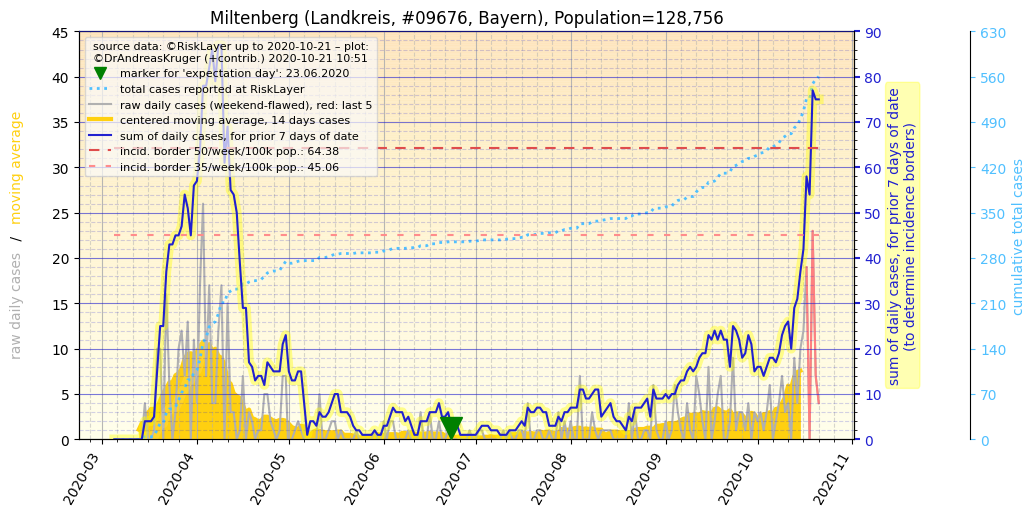 Miltenberg (Landkreis, #09676, Bayern), Population=128,756
source data: ©RiskLayer up to 2020-10-21 – plot:
©DrAndreasKruger (+contrib.) 2020-10-21 10:51
marker for 'expectation day': 23.06.2020
total cases reported at RiskLayer
raw daily cases (weekend-flawed), red: last 5
centered moving average, 14 days cases
sum of daily cases, for prior 7 days of date
incid. border 50/week/100k pop.: 64.38
incid. border 35/week/100k pop.: 45.06
raw daily cases / moving average
45
40
35
30
25
20
15
10
5
0
2020-03
2020-04
2020-05
2020-06
2020-07
2020-08
2020-09
2020-10
2020-11
90
80
70
60
50
40
30
20
10
0
sum of daily cases, for prior 7 days of date
(to determine incidence borders)
630
560
490
420
350
280
210
140
70
0
cumulative total cases